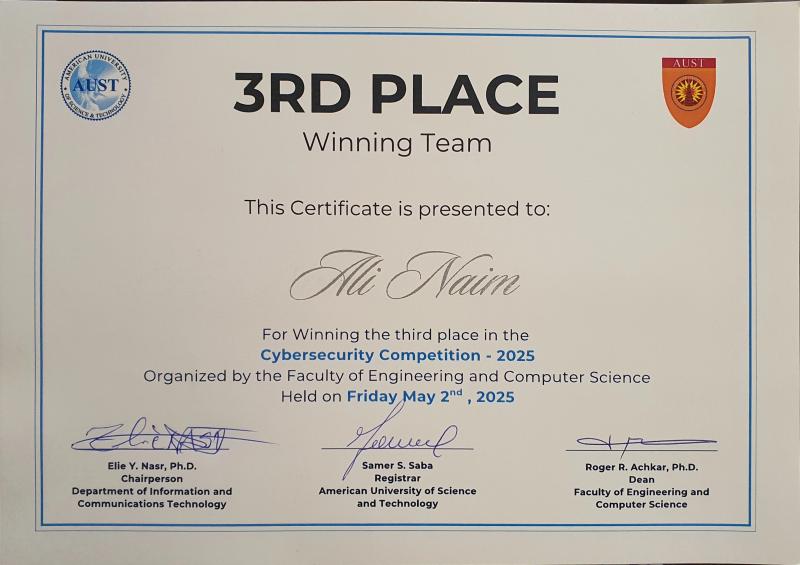 AMERICAN UNIVERSITY
AUST
OF SCIENCE & TECHNOLOGY
AUST
3RD PLACE
Winning Team
This Certificate is presented to:
Ali Naim
For Winning the third place in the
Cybersecurity Competition - 2025
Organized by the Faculty of Engineering and Computer Science
Held on Friday May 2nd , 2025
Elie NASR
Elie Y. Nasr, Ph.D.
Chairperson
Department of Information and
Communications Technology
Samer S. Saba
Registrar
American University of Science
and Technology
Roger R. Achkar, Ph.D.
Dean
Faculty of Engineering and
Computer Science